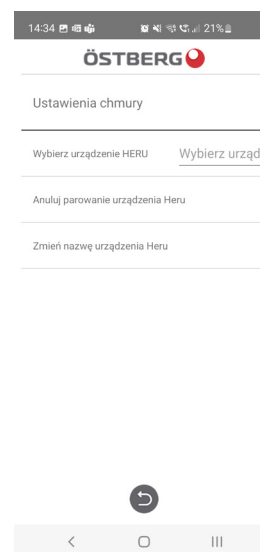 14:34 21%
ÖSTBERG
Ustawienia chmury
Wybierz urządzenie HERU Wybierz urząd
Anuluj parowanie urządzenia Heru
Zmień nazwę urządzenia Heru